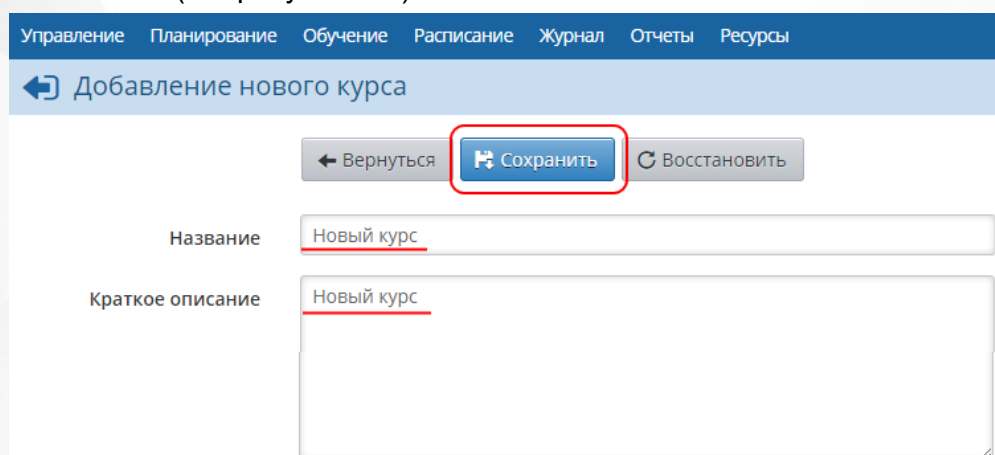 Управление Планирование Обучение Расписание Журнал Отчеты Ресурсы
Добавление нового курса
Вернуться Сохранить Восстановить
Название Новый курс
Краткое описание Новый курс